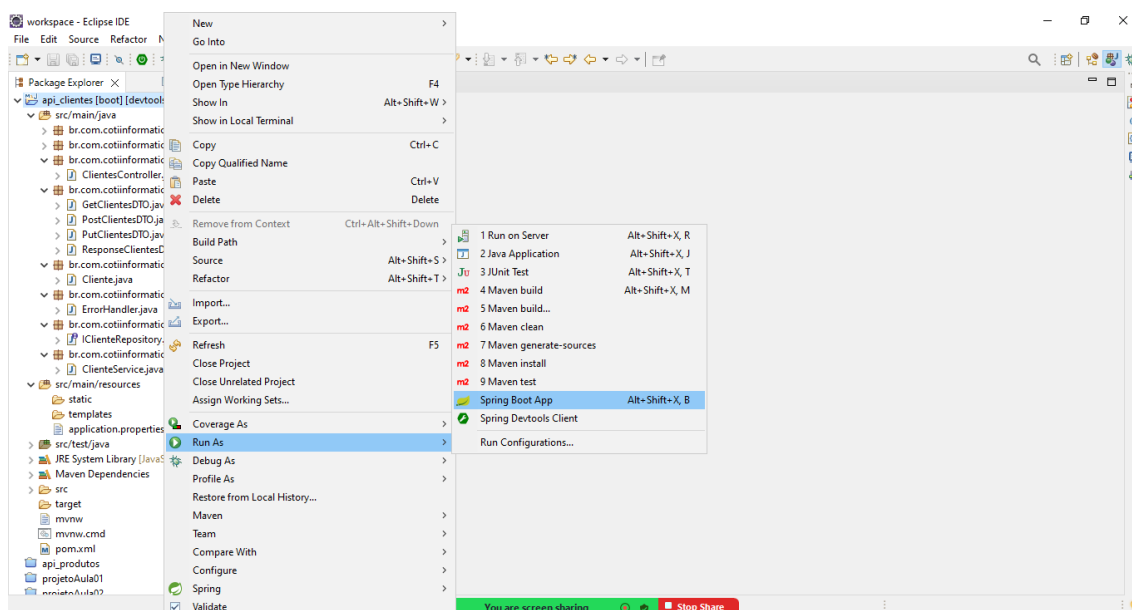 workspace - Eclipse IDE
File Edit Source Refactor N
Package Explorer
api_clientes [boot] [devtools
src/main/java
br.com.cotiinformatic
br.com.cotiinformatic
br.com.cotiinformatic
ClientesController.
br.com.cotiinformatic
GetClientesDTO.jav
PostClientesDTO.ja
PutClientesDTO.jav
ResponseClientesD
br.com.cotiinformatic
Cliente.java
br.com.cotiinformatic
ErrorHandler.java
br.com.cotiinformatic
IClienteRepository.
br.com.cotiinformatic
ClienteService.java
src/main/resources
static
templates
application.properties
src/test/java
JRE System Library [JavaS
Maven Dependencies
src
target
mvnw
mvnw.cmd
pom.xml
api_produtos
projetoAula01
projetoAula02
New
Go Into
Open in New Window
Open Type Hierarchy F4
Show In Alt+Shift+W >
Show in Local Terminal
Copy Ctrl+C
Copy Qualified Name
Paste Ctrl+V
Delete Delete
Remove from Context Ctrl+Alt+Shift+Down
Build Path
Source Alt+Shift+S >
Refactor Alt+Shift+T >
Import...
Export...
Refresh F5
Close Project
Close Unrelated Project
Assign Working Sets...
Coverage As
Run As
Debug As
Profile As
Restore from Local History...
Maven
Team
Compare With
Configure
Spring
Validate
1 Run on Server Alt+Shift+X, R
2 Java Application Alt+Shift+X, J
3 JUnit Test Alt+Shift+X, T
4 Maven build Alt+Shift+X, M
5 Maven build...
6 Maven clean
7 Maven generate-sources
8 Maven install
9 Maven test
Spring Boot App Alt+Shift+X, B
Spring Devtools Client
Run Configurations...
You are screen sharing Stop Share